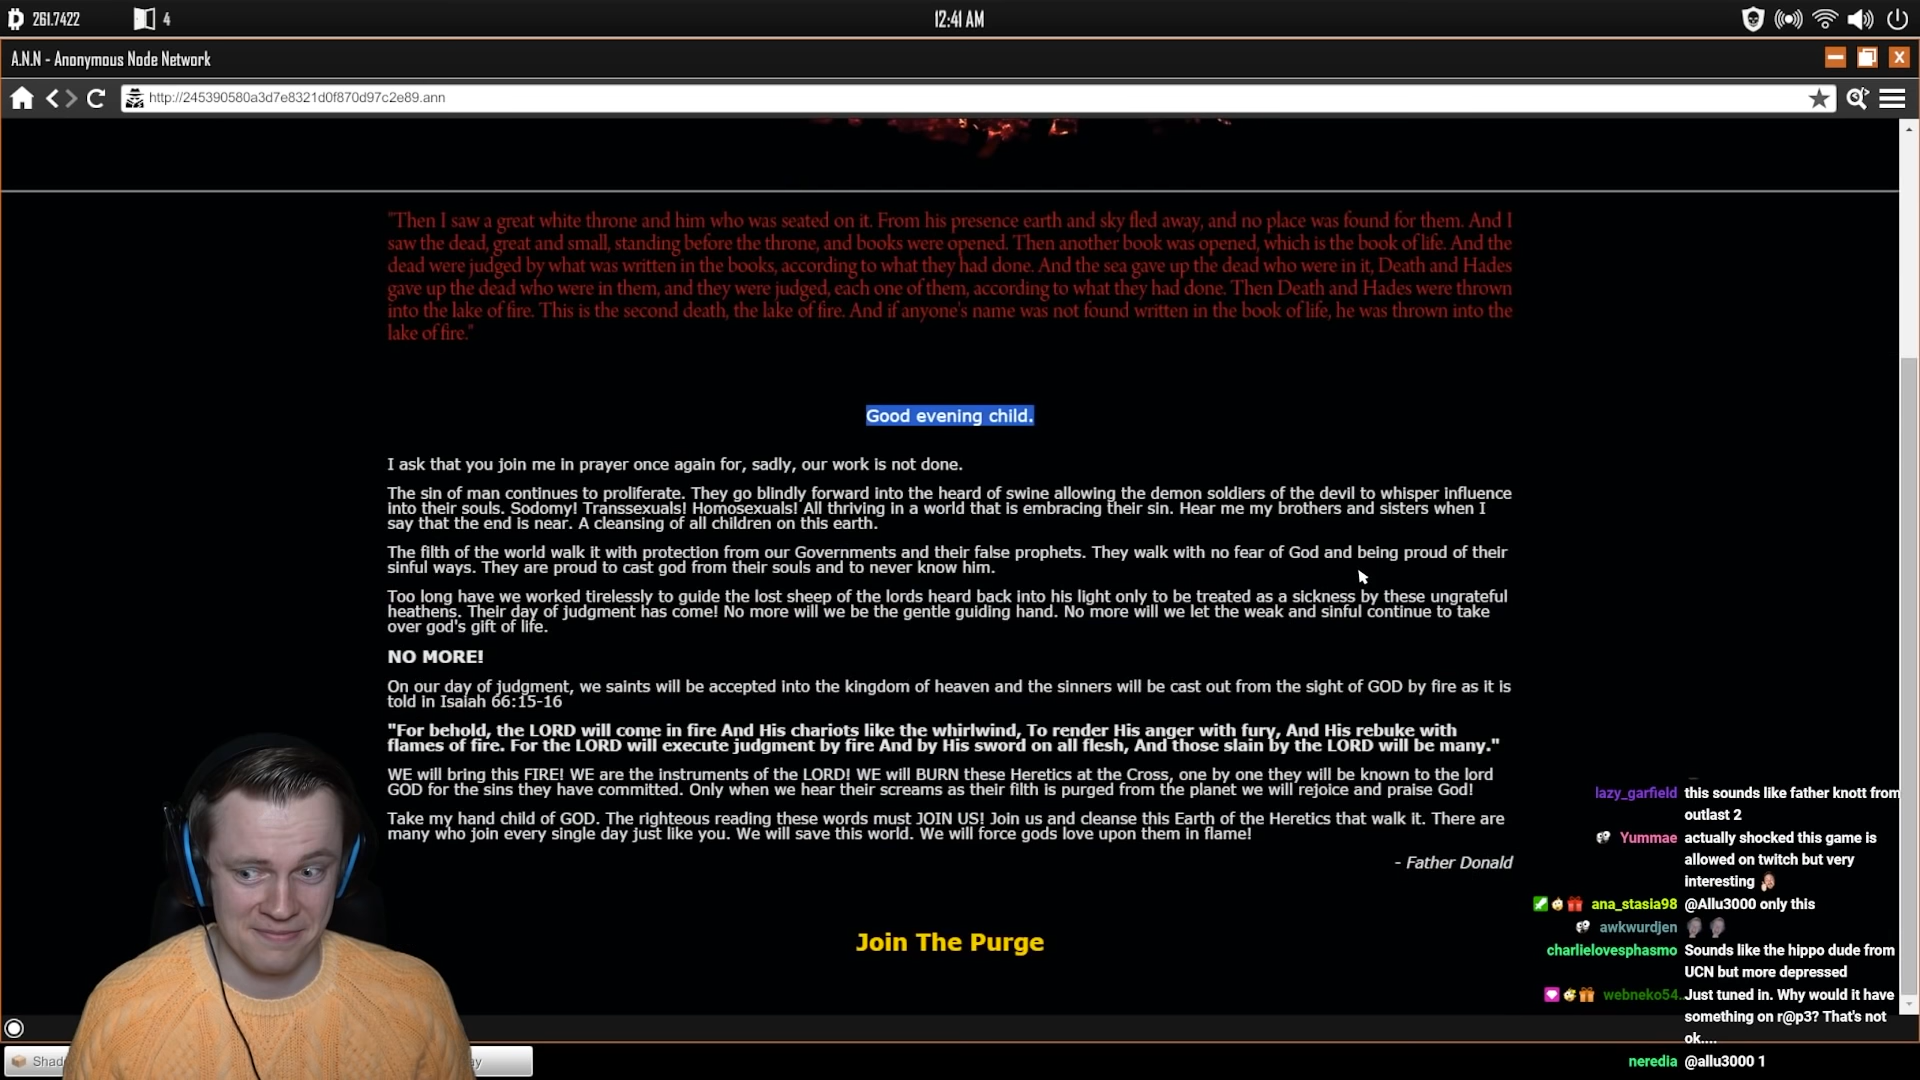 261.7422
4
12:41 AM
A.N.N - Anonymous Node Network
http://245390580a3d7e8321d0f870d97c2e89.ann
"Then I saw a great white throne and him who was seated on it. From his presence earth and sky fled away, and no place was found for them. And I
saw the dead, great and small, standing before the throne, and books were opened. Then another book was opened, which is the book of life. And the
dead were judged by what was written in the books, according to what they had done. And the sea gave up the dead who were in it, Death and Hades
gave up the dead who were in them, and they were judged, each one of them, according to what they had done. Then Death and Hades were thrown
into the lake of fire. This is the second death, the lake of fire. And if anyone's name was not found written in the book of life, he was thrown into the
lake of fire."
Good evening child.
I ask that you join me in prayer once again for, sadly, our work is not done.
The sin of man continues to proliferate. They go blindly forward into the heard of swine allowing the demon soldiers of the devil to whisper influence
into their souls. Sodomy! Transsexuals! Homosexuals! All thriving in a world that is embracing their sin. Hear me my brothers and sisters when I
say that the end is near. A cleansing of all children on this earth.
The filth of the world walk it with protection from our Governments and their false prophets. They walk with no fear of God and being proud of their
sinful ways. They are proud to cast god from their souls and to never know him.
Too long have we worked tirelessly to guide the lost sheep of the lords heard back into his light only to be treated as a sickness by these ungrateful
heathens. Their day of judgment has come! No more will we be the gentle guiding hand. No more will we let the weak and sinful continue to take
over god's gift of life.
NO MORE!
On our day of judgment, we saints will be accepted into the kingdom of heaven and the sinners will be cast out from the sight of GOD by fire as it is
told in Isaiah 66:15-16
"For behold, the LORD will come in fire And His chariots like the whirlwind, To render His anger with fury, And His rebuke with
flames of fire. For the LORD will execute judgment by fire And by His sword on all flesh, And those slain by the LORD will be many."
WE will bring this FIRE! WE are the instruments of the LORD! WE will BURN these Heretics at the Cross, one by one they will be known to the lord
GOD for the sins they have committed. Only when we hear their screams as their filth is purged from the planet we will rejoice and praise God!
Take my hand child of GOD. The righteous reading these words must JOIN US! Join us and cleanse this Earth of the Heretics that walk it. There are
many who join every single day just like you. We will save this world. We will force gods love upon them in flame!
- Father Donald
Join The Purge
lazy_garfield this sounds like father knott from
outlast 2
Yummae actually shocked this game is
allowed on twitch but very
interesting
ana_stasia98 @Allu3000 only this
awkwurdjen
charlielovesphasmo Sounds like the hippo dude from
UCN but more depressed
webneko54.. Just tuned in. Why would it have
something on r@p3? That's not
ok....
neredia @allu3000 1